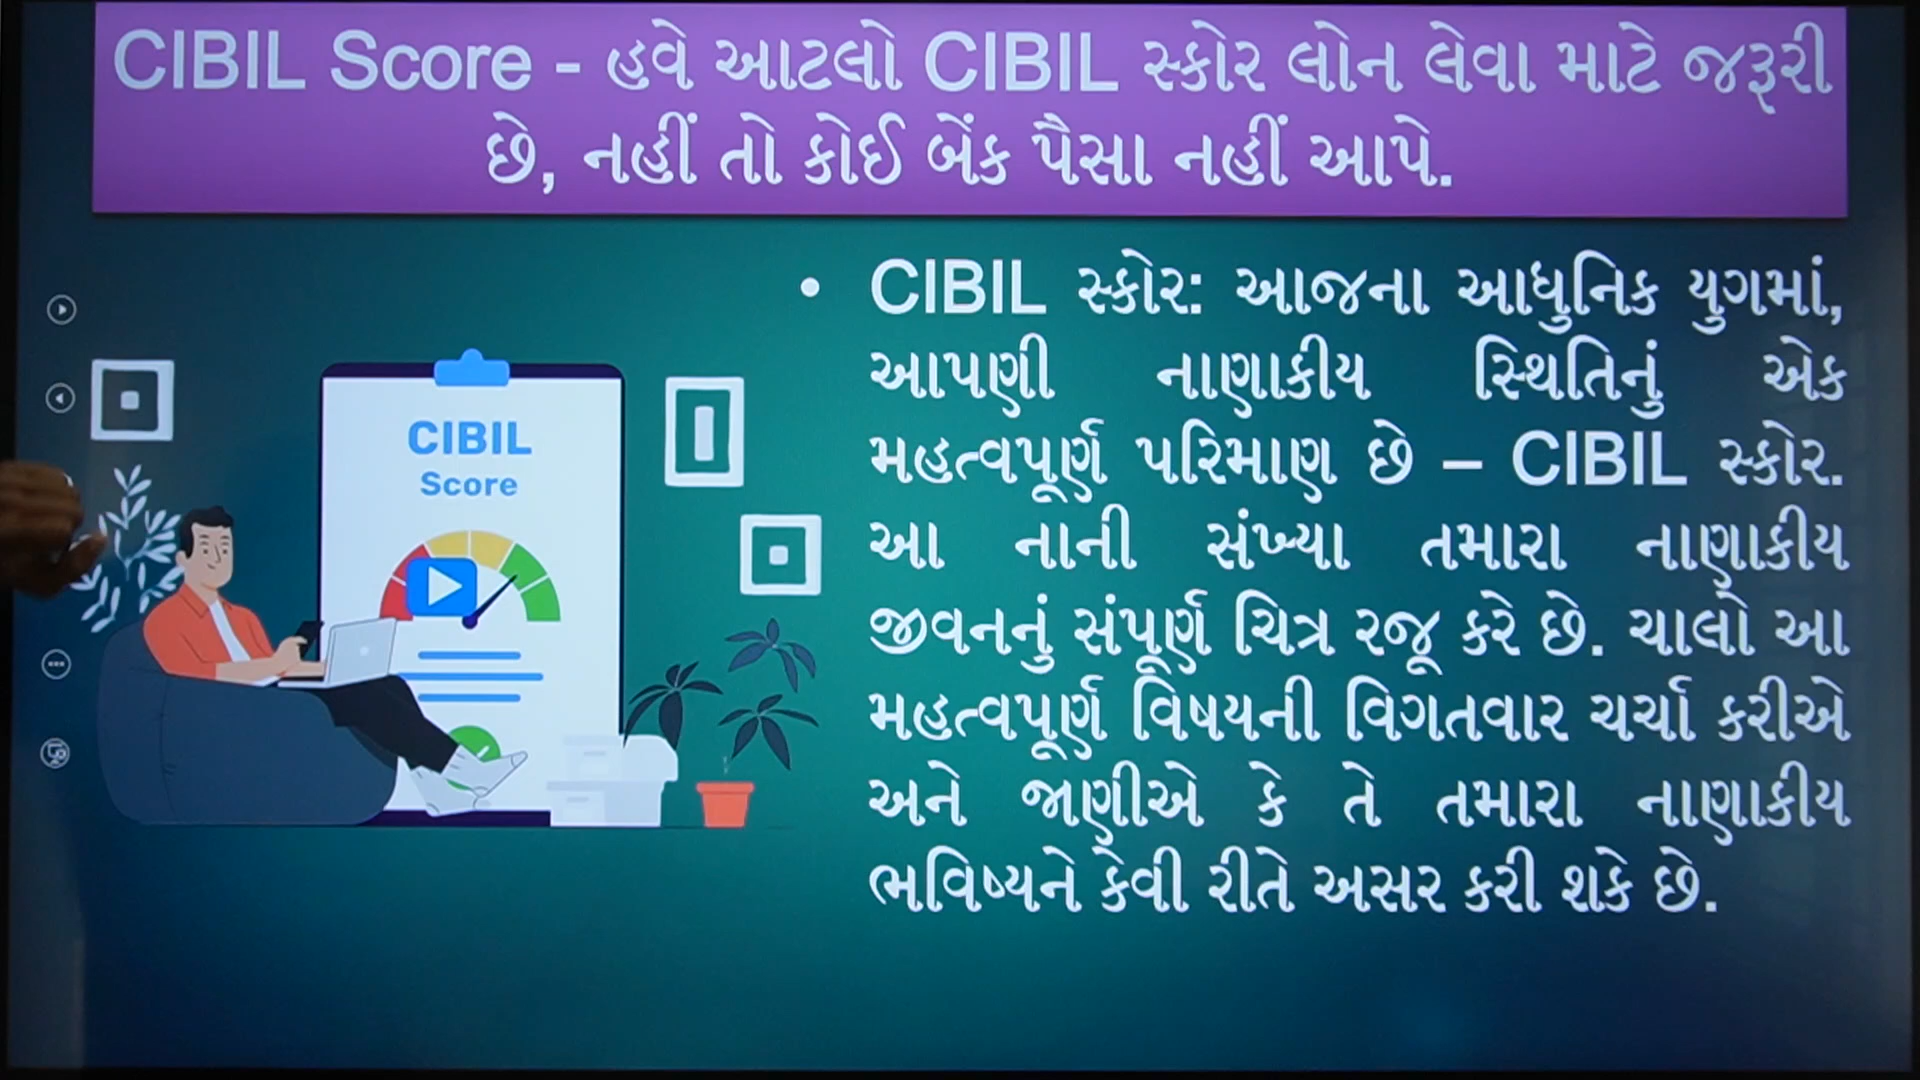 CIBIL Score - હવે આટલો CIBIL સ્કોર લોન લેવા માટે જરૂરી
છે, નહીં તો કોઈ બેંક પૈસા નહીં આપે.
CIBIL
Score
• CIBIL સ્કોર: આજના આધુનિક યુગમાં,
આપણી નાણાકીય સ્થિતિનું એક
મહત્વપૂર્ણ પરિમાણ છે – CIBIL સ્કોર.
આ નાની સંખ્યા તમારા નાણાકીય
જીવનનું સંપૂર્ણ ચિત્ર રજૂ કરે છે. ચાલો આ
મહત્વપૂર્ણ વિષયની વિગતવાર ચર્ચા કરીએ
અને જાણીએ કે તે તમારા નાણાકીય
ભવિષ્યને કેવી રીતે અસર કરી શકે છે.